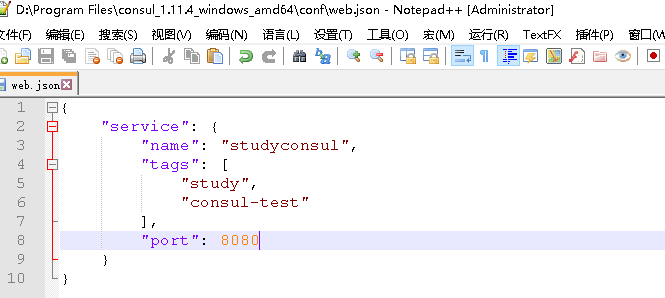 D:\Program Files\consul_1.11.4_windows_amd64\conf\web.json - Notepad++ [Administrator]
文件(F) 编辑(E) 搜索(S) 视图(V) 编码(N) 语言(L) 设置(T) 工具(O) 宏(M) 运行(R) TextFX 插件(P) 窗口(W
web.json
1 {
2 "service": {
3 "name": "studyconsul",
4 "tags": [
5 "study",
6 "consul-test"
7 ],
8 "port": 8080
9 }
10 }